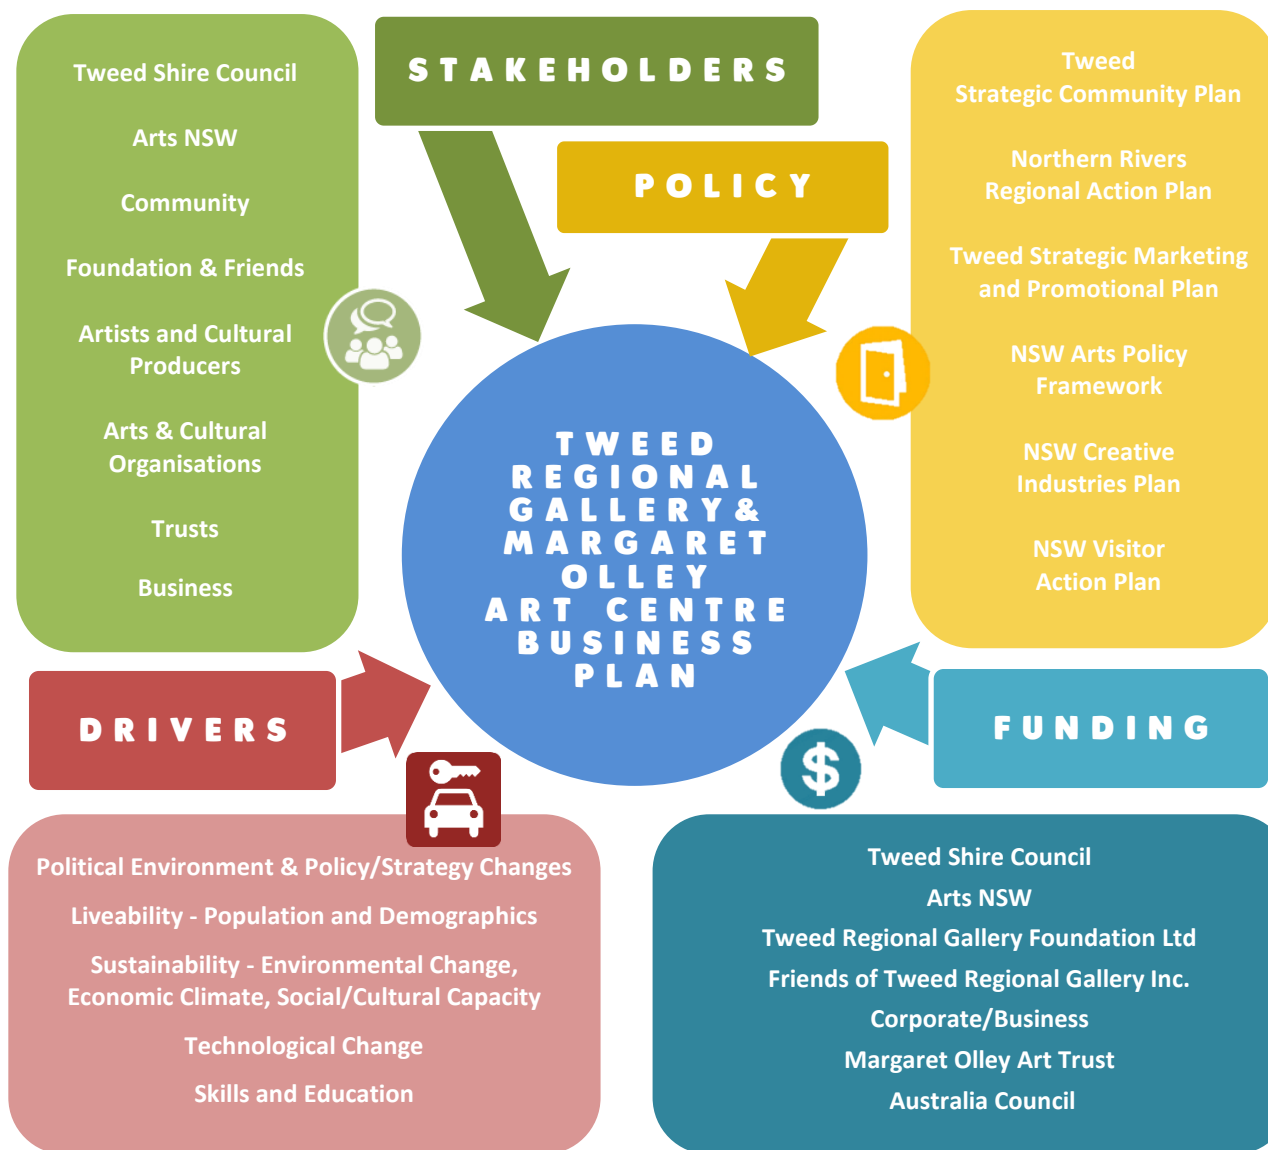 STAKEHOLDERS
Tweed Shire Council
Arts NSW
Community
Foundation & Friends
Artists and Cultural
Producers
Arts & Cultural
Organisations
Trusts
Business
POLICY
Tweed
Strategic Community Plan
Northern Rivers
Regional Action Plan
Tweed Strategic Marketing
and Promotional Plan
NSW Arts Policy
Framework
NSW Creative
Industries Plan
NSW Visitor
Action Plan
TWEED
REGIONAL
GALLERY&
MARGARET
OLLEY
ART CENTRE
BUSINESS
PLAN
DRIVERS
Political Environment & Policy/Strategy Changes
Liveability - Population and Demographics
Sustainability - Environmental Change,
Economic Climate, Social/Cultural Capacity
Technological Change
Skills and Education
FUNDING
$
Tweed Shire Council
Arts NSW
Tweed Regional Gallery Foundation Ltd
Friends of Tweed Regional Gallery Inc.
Corporate/Business
Margaret Olley Art Trust
Australia Council